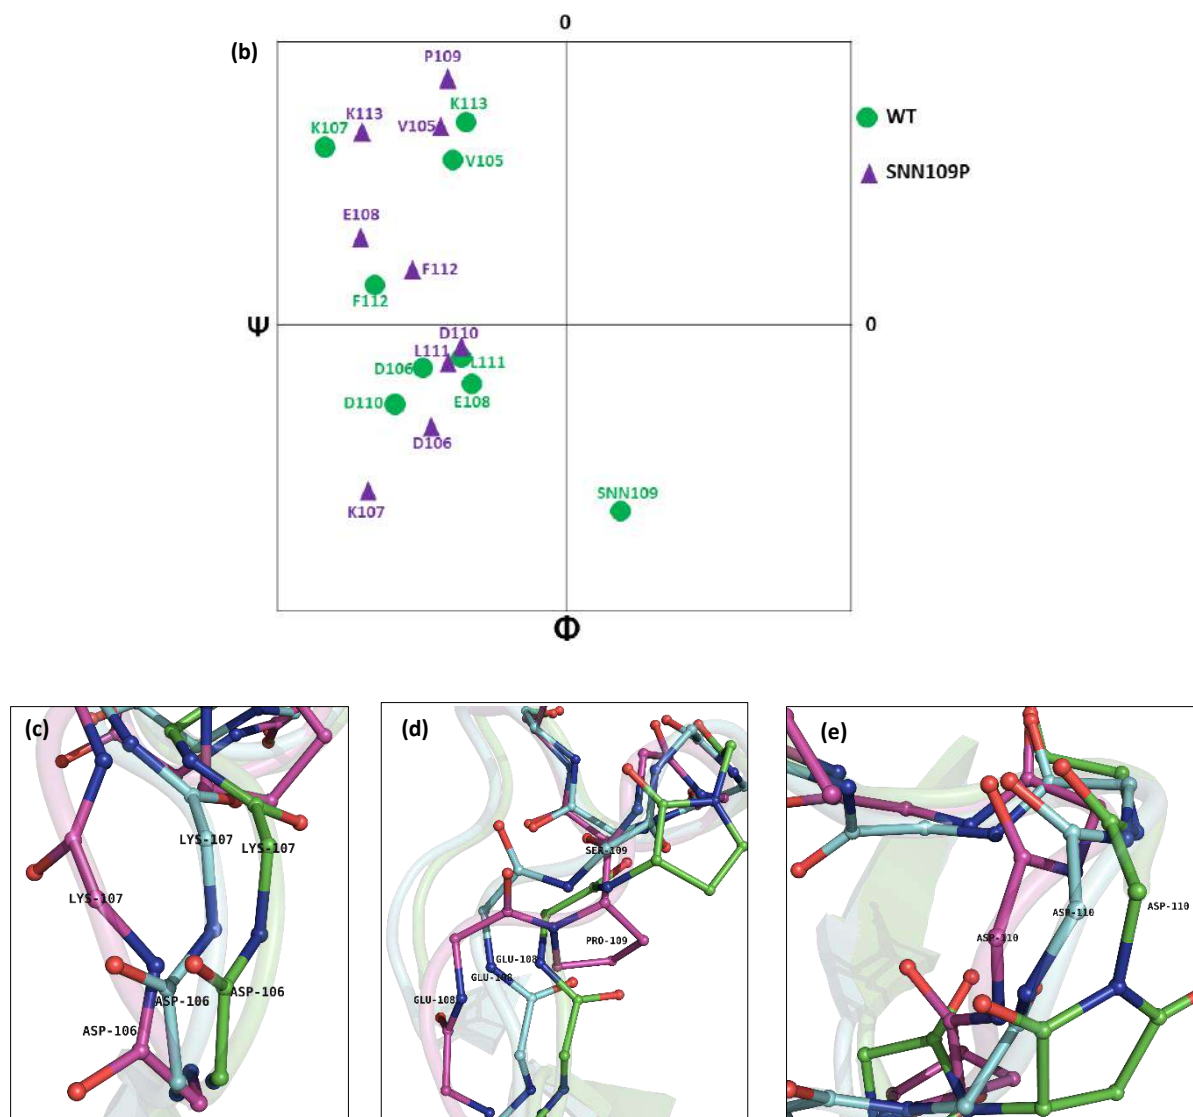 0
(b)
P109
K113
K113
V105
K107
V105
WT
SNN109P
E108
F112
F112
Ψ
0
D110
L111
L111
D106
E108
D110
D106
SNN109
K107
Φ
(c)
LYS-107
LYS-107
LYS-107
ASP-106
ASP-106
ASP-106
(d)
SER-109
PRO-109
GLU-108
GLU-108
GLU-108
(e)
ASP-110
ASP-110